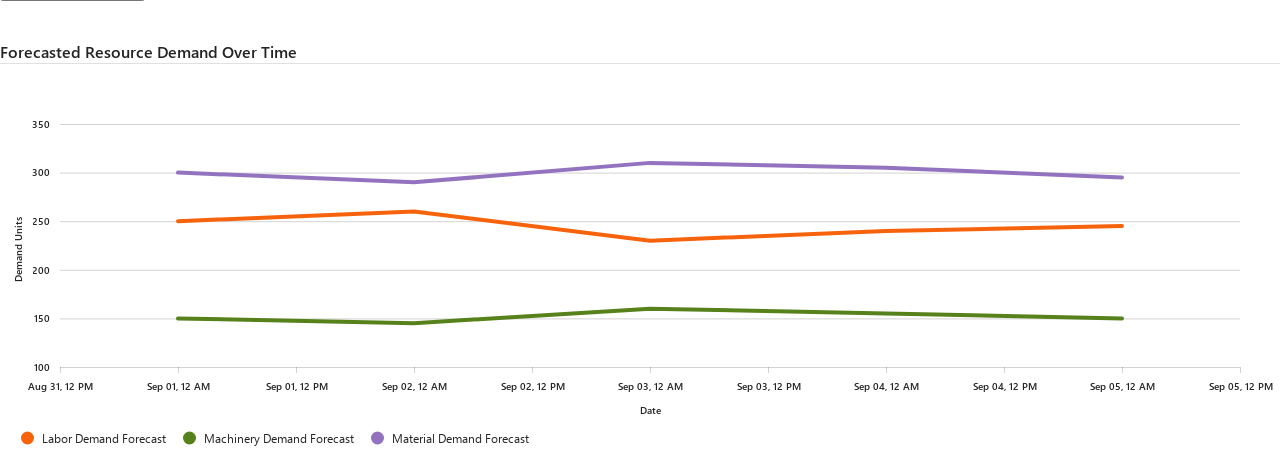 Forecasted Resource Demand Over Time
350
300
250
200
150
100
Demand Units
Aug 31, 12 PM
Sep 01, 12 AM
Sep 01, 12 PM
Sep 02, 12 AM
Sep 02, 12 PM
Sep 03, 12 AM
Sep 03, 12 PM
Sep 04, 12 AM
Sep 04, 12 PM
Sep 05, 12 AM
Sep 05, 12 PM
Date
Labor Demand Forecast
Machinery Demand Forecast
Material Demand Forecast